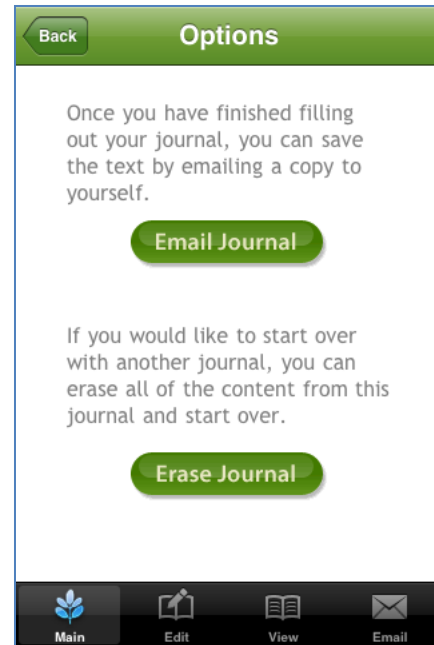 Back
Options
Once you have finished filling
out your journal, you can save
the text by emailing a copy to
yourself.
Email Journal
If you would like to start over
with another journal, you can
erase all of the content from this
journal and start over.
Erase Journal
Main Edit View Email